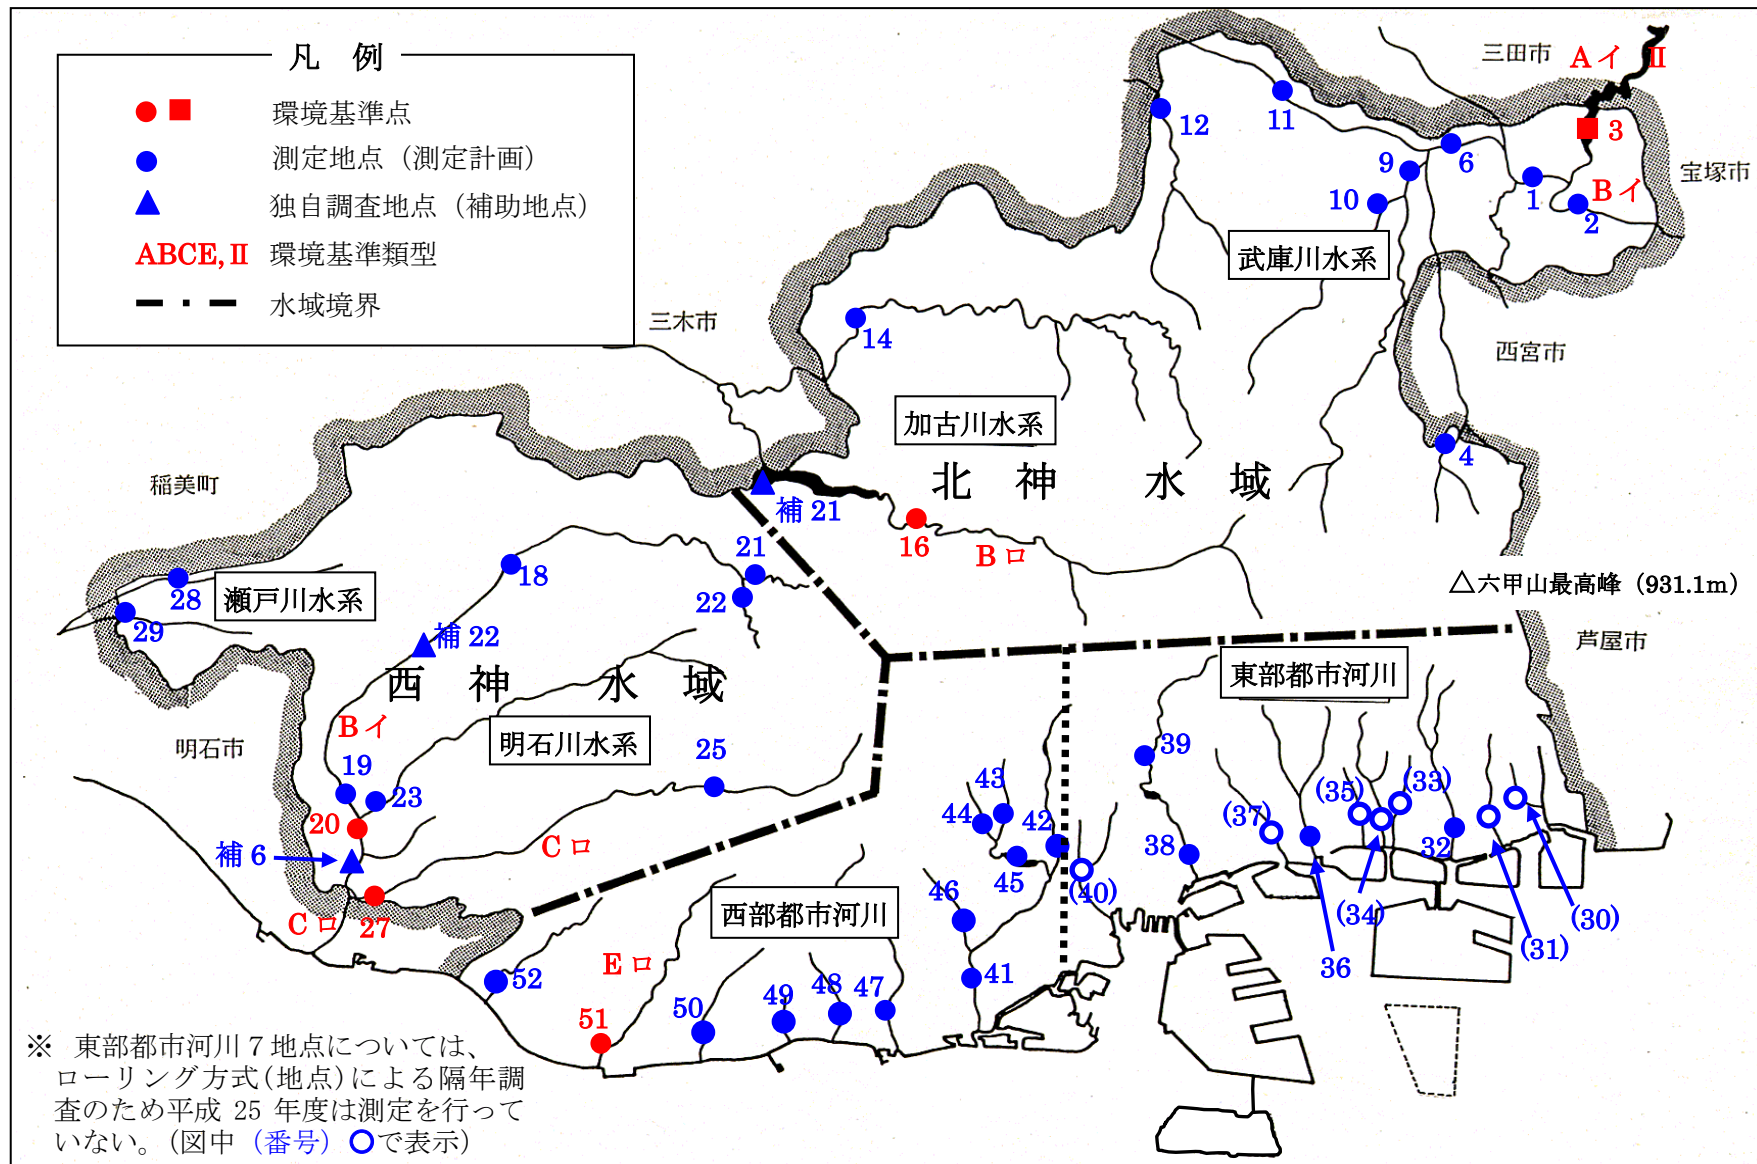 凡 例
環境基準点
測定地点（測定計画）
独自調査地点（補助地点）
ABCE, Ⅱ 環境基準類型
水域境界
三田市
Aイ Ⅱ
3
宝塚市
Bイ
12
11
6
9
10
1
2
武庫川水系
三木市
14
西宮市
加古川水系
4
北神 水域
稲美町
補 21
16
Bロ
21
18
22
28
瀬戸川水系
29
補 22
△六甲山最高峰（931.1m）
芦屋市
西神 水域
東部都市河川
Bイ
明石市
明石川水系
25
39
19
23
43
44
42
(35)
(33)
(37)
20
補 6
Cロ
45
38
32
(40)
46
西部都市河川
27
Cロ
(34)
(30)
(31)
36
Eロ
52
41
51
50
49
48
47
※ 東部都市河川７地点については、
ローリング方式(地点)による隔年調
査のため平成 25 年度は測定を行って
いない。(図中（番号）○で表示)